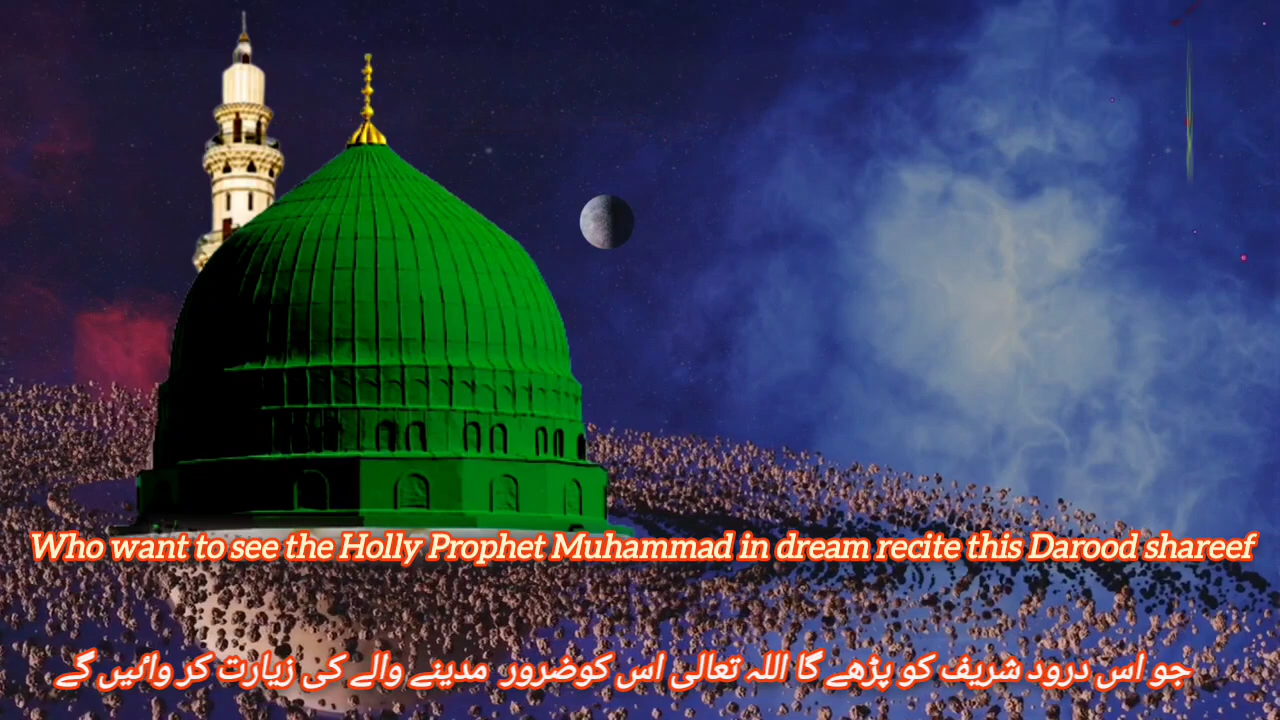 Who want to see the Holly Prophet Muhammad in dream recite this Darood shareef
جو اس درود شریف کو پڑھے گا اللہ تعالی اس کوضرور مدینے والے کی زیارت کر وائیں گے